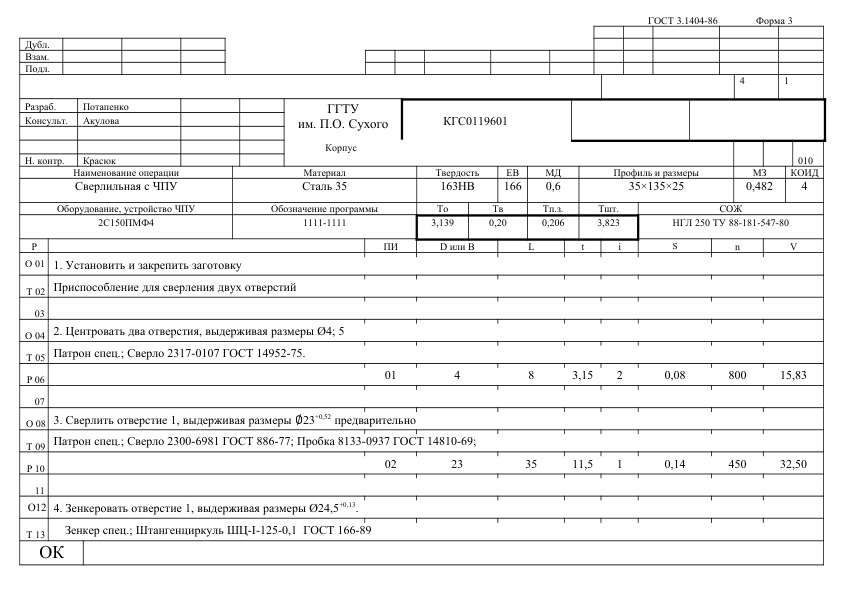 ГОСТ 3.1404-86 Форма 3
Дубл.
Взам.
Подл.
4 1
Разраб. Потапенко
Консульт. Акулова
Н. контр. Красюк
ГГТУ
им. П.О. Сухого
КГС0119601
Корпус
010
Наименование операции Материал Твердость ЕВ МД Профиль и размеры МЗ КОИД
Сверлильная с ЧПУ Сталь 35 163НВ 166 0,6 35×135×25 0,482 4
Оборудование, устройство ЧПУ Обозначение программы То Тв Тп.з. Тшт. СОЖ
2С150ПМФ4 1111-1111 3,139 0,20 0,206 3,823 НГЛ 250 ТУ 88-181-547-80
Р ПИ D или В L t i S n V
О 01 1. Установить и закрепить заготовку
Т 02 Приспособление для сверления двух отверстий
03
О 04 2. Центровать два отверстия, выдерживая размеры Ø4; 5
Т 05 Патрон спец.; Сверло 2317-0107 ГОСТ 14952-75.
Р 06 01 4 8 3,15 2 0,08 800 15,83
07
О 08 3. Сверлить отверстие 1, выдерживая размеры Ø23+0,52 предварительно
Т 09 Патрон спец.; Сверло 2300-6981 ГОСТ 886-77; Пробка 8133-0937 ГОСТ 14810-69;
Р 10 02 23 35 11,5 1 0,14 450 32,50
11
О12 4. Зенкеровать отверстие 1, выдерживая размеры Ø24,5+0,13.
Т 13 Зенкер спец.; Штангенциркуль ШЦ-I-125-0,1 ГОСТ 166-89
ОК